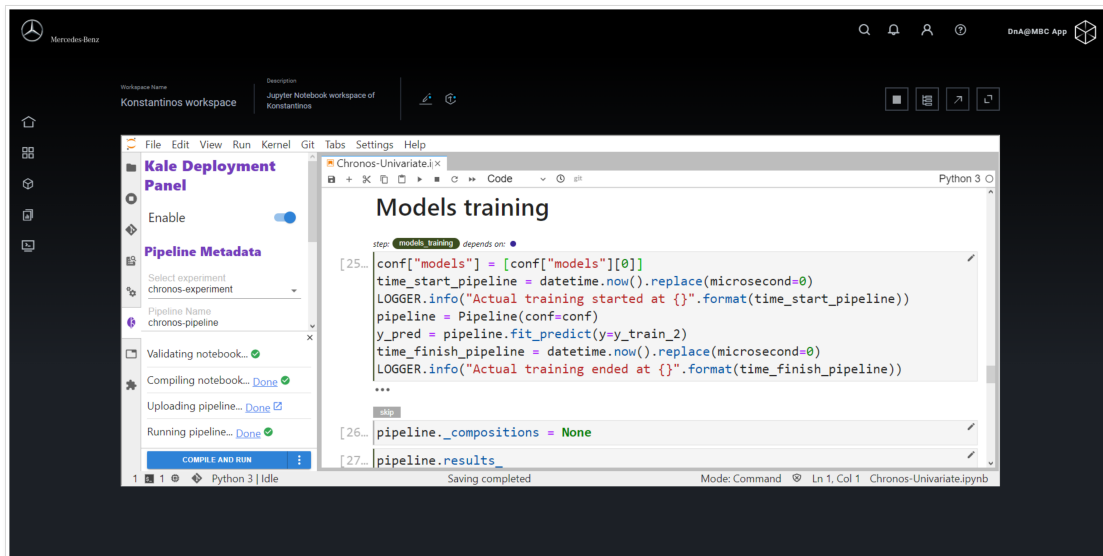 Mercedes-Benz
DnA@MBC App
Workspace Name
Konstantinos workspace
Description
Jupyter Notebook workspace of
Konstantinos
File Edit View Run Kernel Git Tabs Settings Help
Kale Deployment
Panel
Enable
Pipeline Metadata
Select experiment
chronos-experiment
Pipeline Name
chronos-pipeline
Validating notebook...
Compiling notebook... Done
Uploading pipeline... Done
Running pipeline... Done
COMPILE AND RUN
Chronos-Univariate.i
Code
git
Python 3
Models training
step: models_training depends on:
[25...
conf["models"] = [conf["models"][0]]
time_start_pipeline = datetime.now().replace(microsecond=0)
LOGGER.info("Actual training started at {}".format(time_start_pipeline))
pipeline = Pipeline(conf=conf)
y_pred = pipeline.fit_predict(y=y_train_2)
time_finish_pipeline = datetime.now().replace(microsecond=0)
LOGGER.info("Actual training ended at {}".format(time_finish_pipeline))
skip
[26... pipeline._compositions = None
[27... pipeline.results_
1 1 Python 3 | Idle Saving completed Mode: Command Ln 1, Col 1 Chronos-Univariate.ipynb